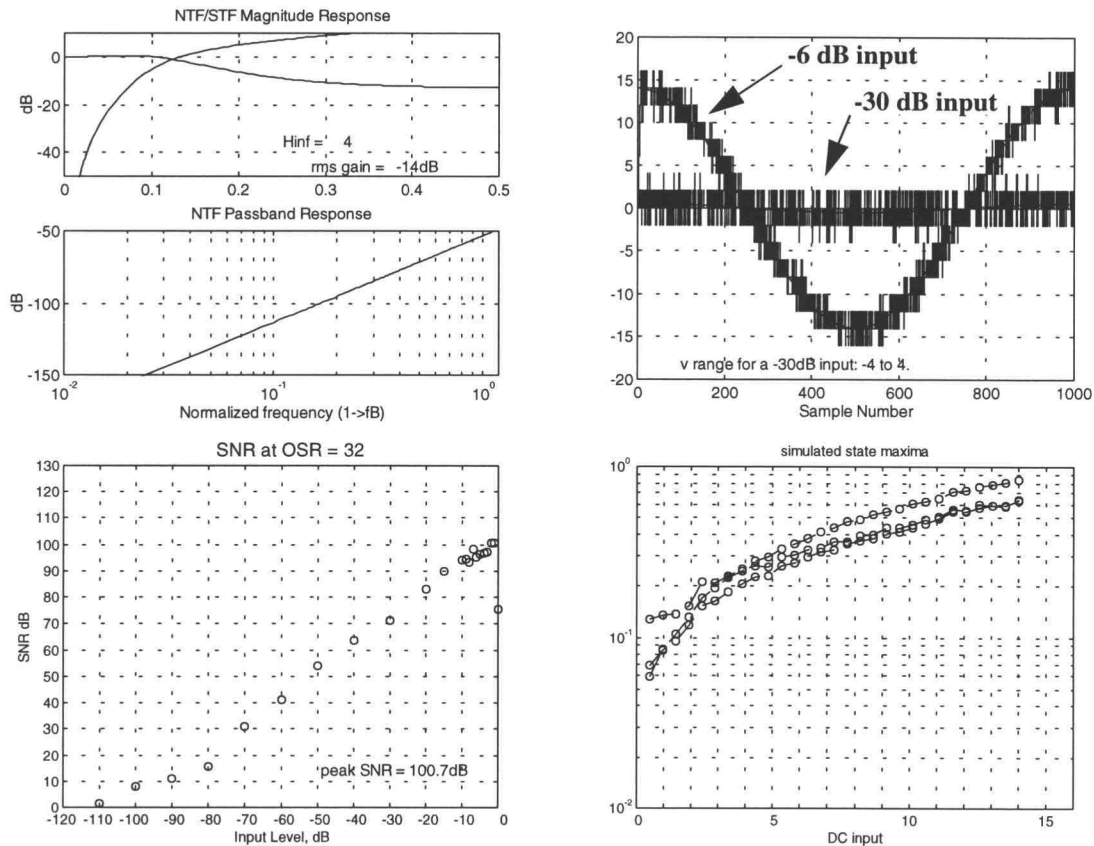 NTF/STF Magnitude Response
0
-20
-40
dB
Hinf = 4
rms gain = -14dB
0 0.1 0.2 0.3 0.4 0.5
NTF Passband Response
-50
-100
-150
dB
10-2 10-1 100
Normalized frequency (1->fB)
20
15
10
5
0
-5
-10
-15
-20
-6 dB input
-30 dB input
v range for a -30dB input: -4 to 4.
0 200 400 600 800 1000
Sample Number
SNR at OSR = 32
130
120
110
100
90
80
70
60
50
40
30
20
10
0
SNR dB
peak SNR = 100.7dB
-120 -110 -100 -90 -80 -70 -60 -50 -40 -30 -20 -10 0
Input Level, dB
simulated state maxima
100
10-1
10-2
0 5 10 15
DC input